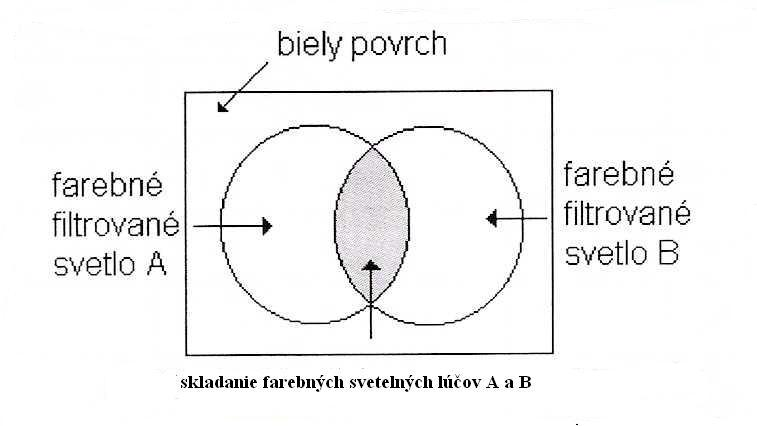 biely povrch
farebné
filtrované
svetlo A
farebné
filtrované
svetlo B
skladanie farebných svetelných lúčov A a B